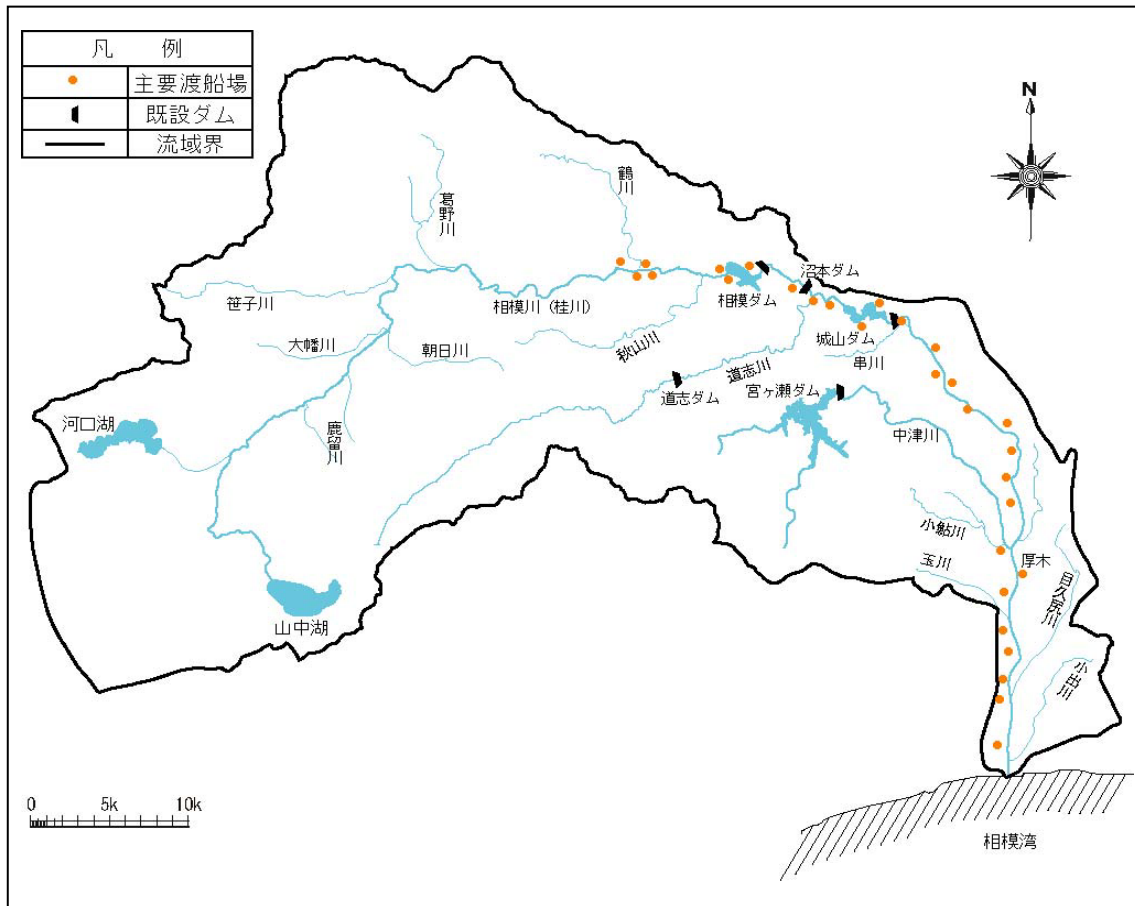 凡 例
主要渡船場
既設ダム
流域界
N
鶴川
葛野川
沼本ダム
笹子川
相模川(桂川)
相模ダム
城山ダム
大幡川
朝日川
秋山川
串川
道志川
道志ダム
宮ヶ瀬ダム
河口湖
鹿留川
中津川
小鮎川
玉川
厚木
目久尻川
山中湖
小出川
0 5k 10k
相模湾